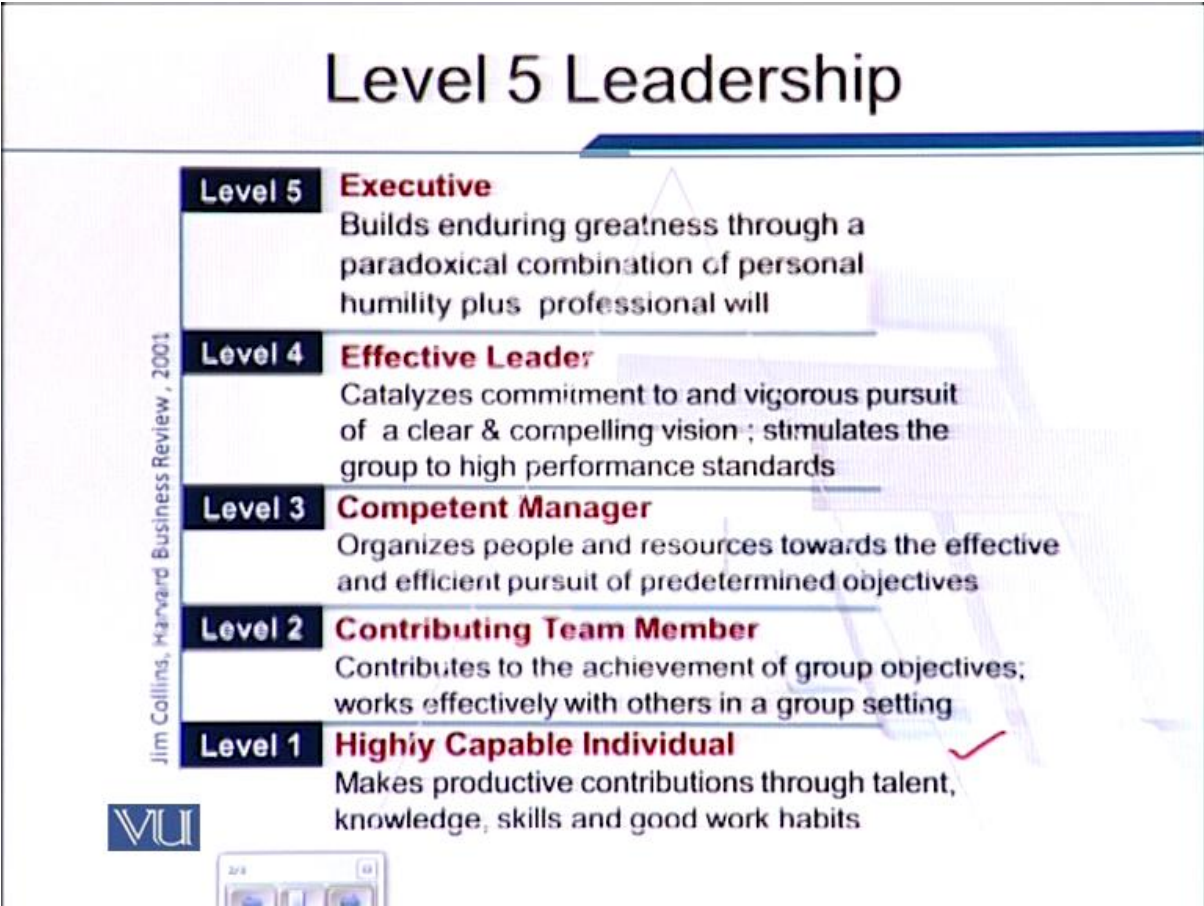 Level 5 Leadership
Level 5
Executive
Builds enduring greatness through a
paradoxical combination of personal
humility plus professional will
Level 4
Effective Leader
Catalyzes commitment to and vigorous pursuit
of a clear & compelling vision ; stimulates the
group to high performance standards
Level 3
Competent Manager
Organizes people and resources towards the effective
and efficient pursuit of predetermined objectives
Level 2
Contributing Team Member
Contributes to the achievement of group objectives;
works effectively with others in a group setting
Level 1
Highly Capable Individual
Makes productive contributions through talent,
knowledge, skills and good work habits
Jim Collins, Harvard Business Review, 2001
VU